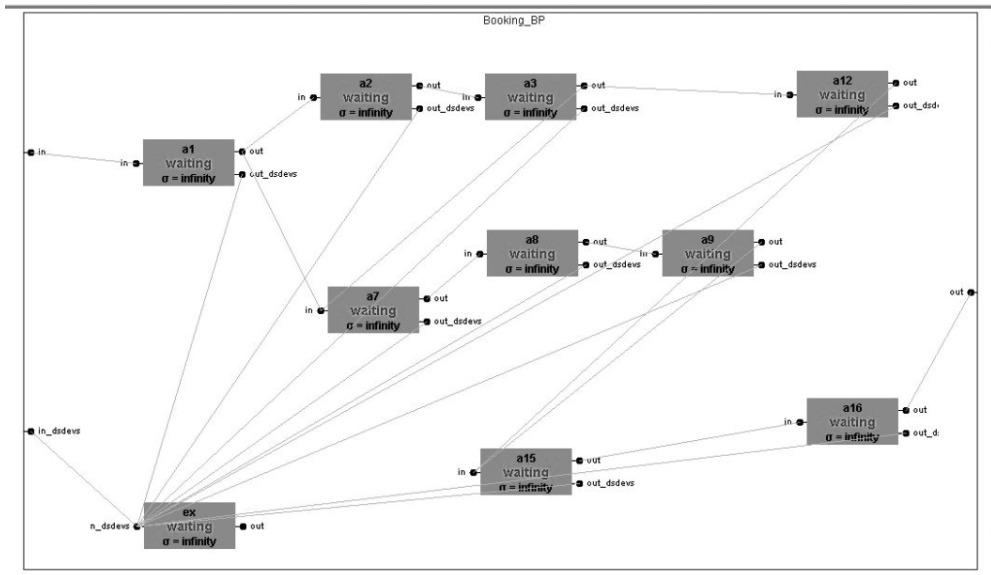 Booking_BP
a2
waiting
σ = infinity
in
out
out_dsdevs
a3
waiting
σ = infinity
in
out
out_dsdevs
a12
waiting
σ = infinity
in
out
out_dsd
a1
waiting
σ = infinity
in
in
out
out_dsdevs
a8
waiting
σ = infinity
in
out
out_dsdevs
a9
waiting
σ = infinity
in
out
out_dsdevs
a7
waiting
σ = infinity
in
out
out_dsdevs
out
a16
waiting
σ = infinity
in
out
out_d
in_dsdevs
a15
waiting
σ = infinity
in
out
out_dsdevs
ex
waiting
σ = infinity
n_dsdevs
out